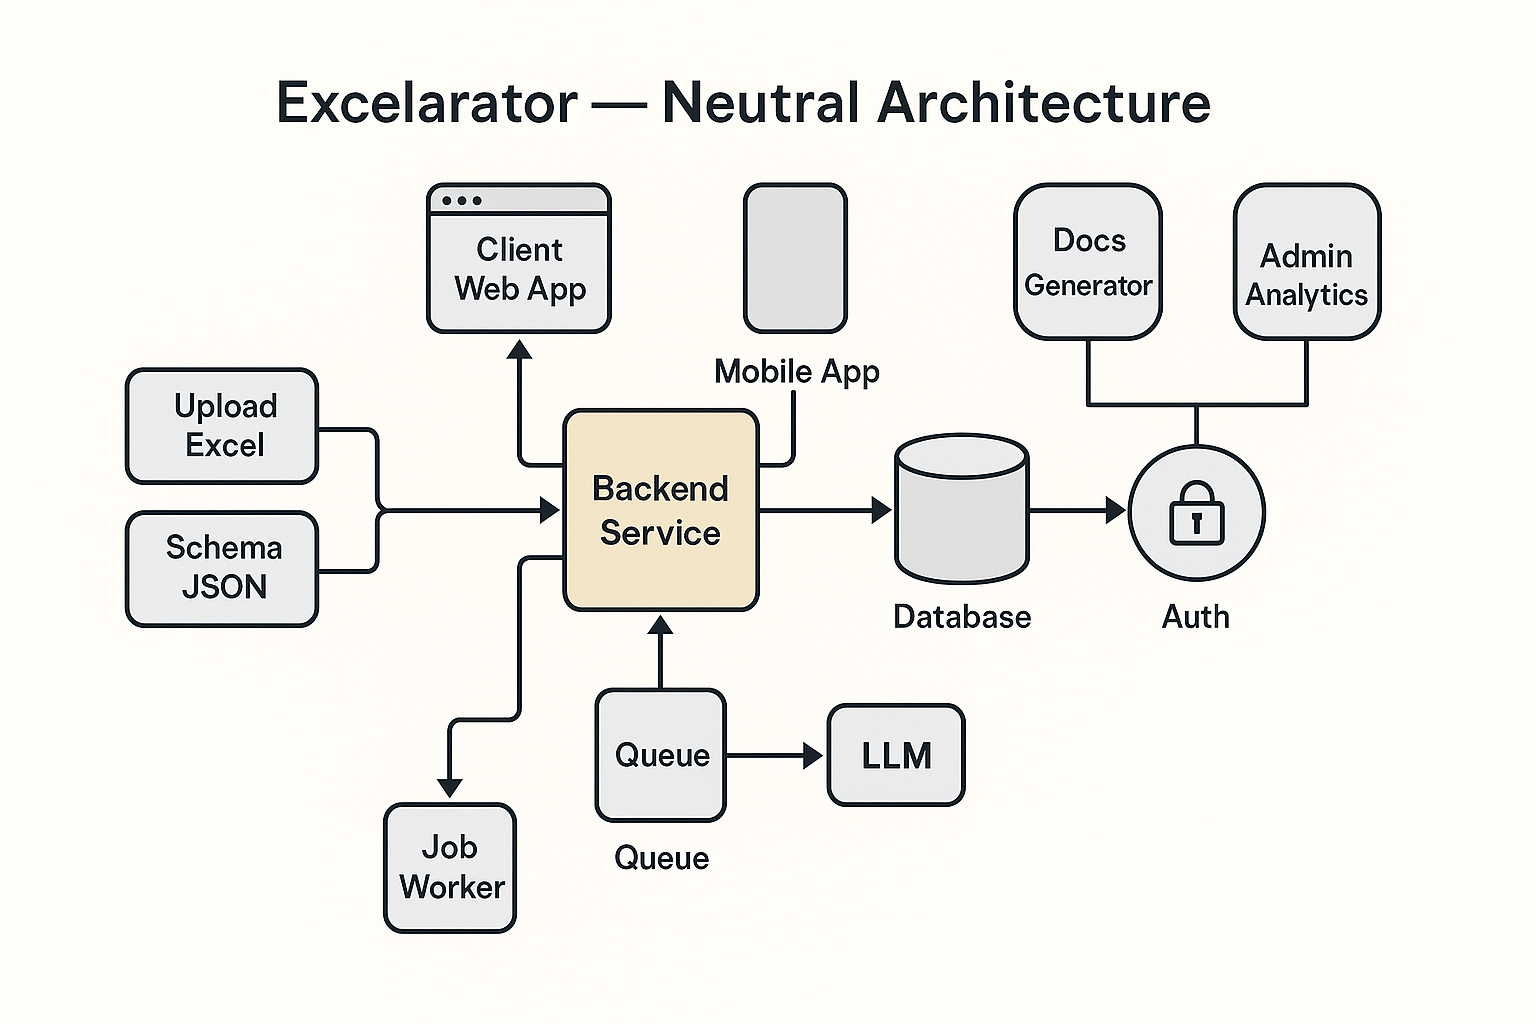 Excelarator — Neutral Architecture
Client
Web App
Mobile App
Docs
Generator
Admin
Analytics
Upload
Excel
Schema
JSON
Backend
Service
Database
Auth
Queue
Queue
LLM
Job
Worker